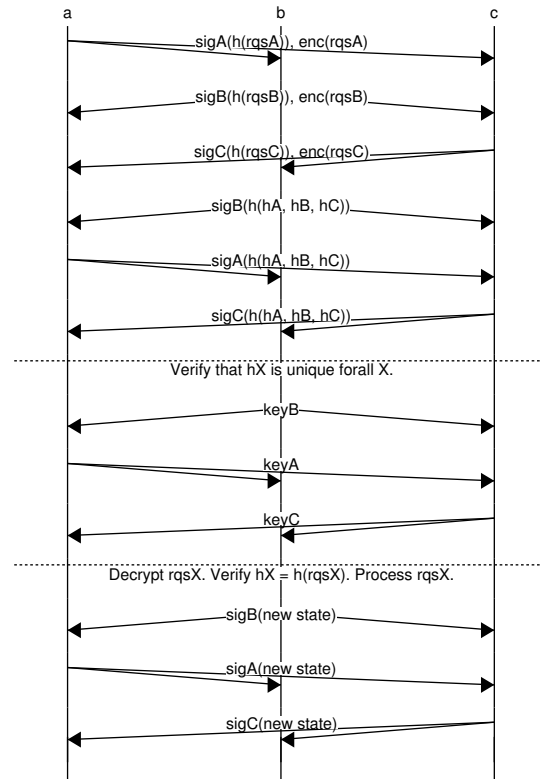 a b c
sigA(h(rqsA)), enc(rqsA)
sigB(h(rqsB)), enc(rqsB)
sigC(h(rqsC)), enc(rqsC)
sigB(h(hA, hB, hC))
sigA(h(hA, hB, hC))
sigC(h(hA, hB, hC))
Verify that hX is unique forall X.
keyB
keyA
keyC
Decrypt rqsX. Verify hX = h(rqsX). Process rqsX.
sigB(new state)
sigA(new state)
sigC(new state)